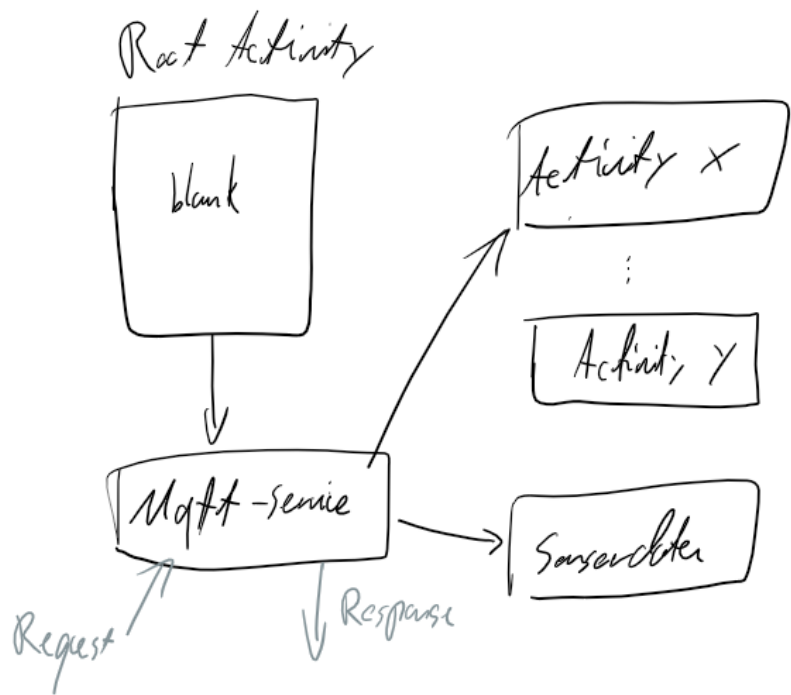 Root Activity
blank
Activity X
Activity Y
Mqtt-service
Sensordaten
Request
Response